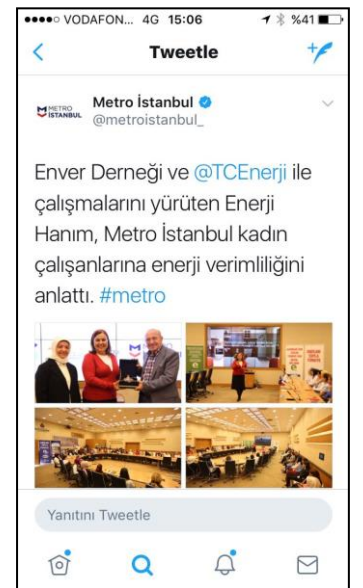 VODAFON... 4G 15:06 %41
Tweetle
METRO
İSTANBUL
Metro İstanbul
@metroistanbul_
Enver Derneği ve @TCEnerji ile
çalışmalarını yürüten Enerji
Hanım, Metro İstanbul kadın
çalışanlarına enerji verimliliğini
anlattı. #metro
Yanıtını Tweetle